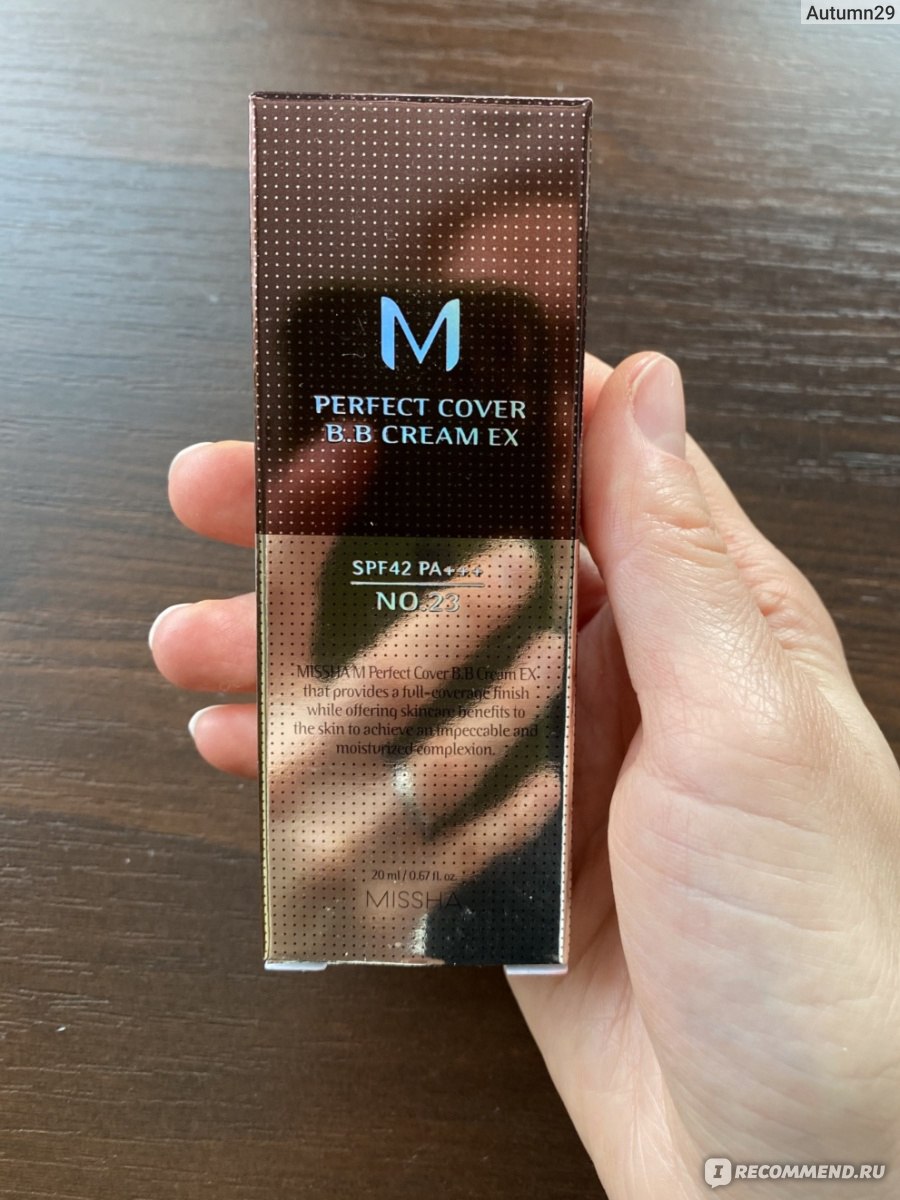 Autumn29
M
PERFECT COVER
B.B CREAM EX
SPF42 PA+++
NO.23
MISSHA M Perfect Cover B.B Cream EX
that provides a full-coverage finish
while offering skincare benefits to
the skin to achieve an impeccable and
moisturized complexion.
20 ml / 0.67 fl. oz.
MISSHA
IRECOMMEND.RU